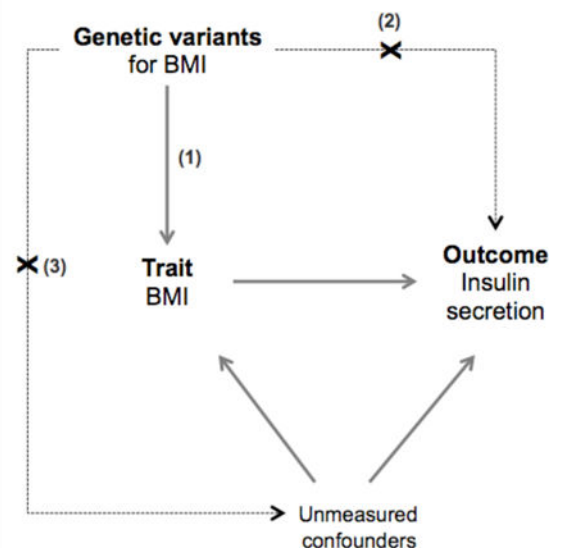 Genetic variants
for BMI
(2)
(1)
(3)
Trait
BMI
Outcome
Insulin
secretion
Unmeasured
confounders